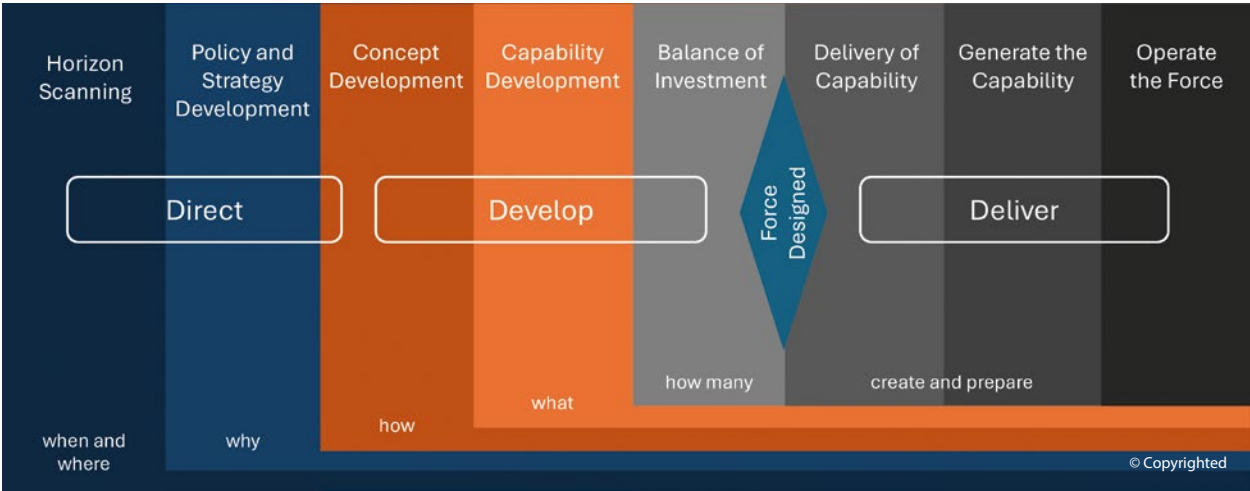 Horizon
Scanning
Policy and
Strategy
Development
Concept
Development
Capability
Development
Balance of
Investment
Delivery of
Capability
Generate the
Capability
Operate
the Force
Direct
Develop
Force
Designed
Deliver
when and
where
why
how
what
how many
create and prepare
© Copyrighted